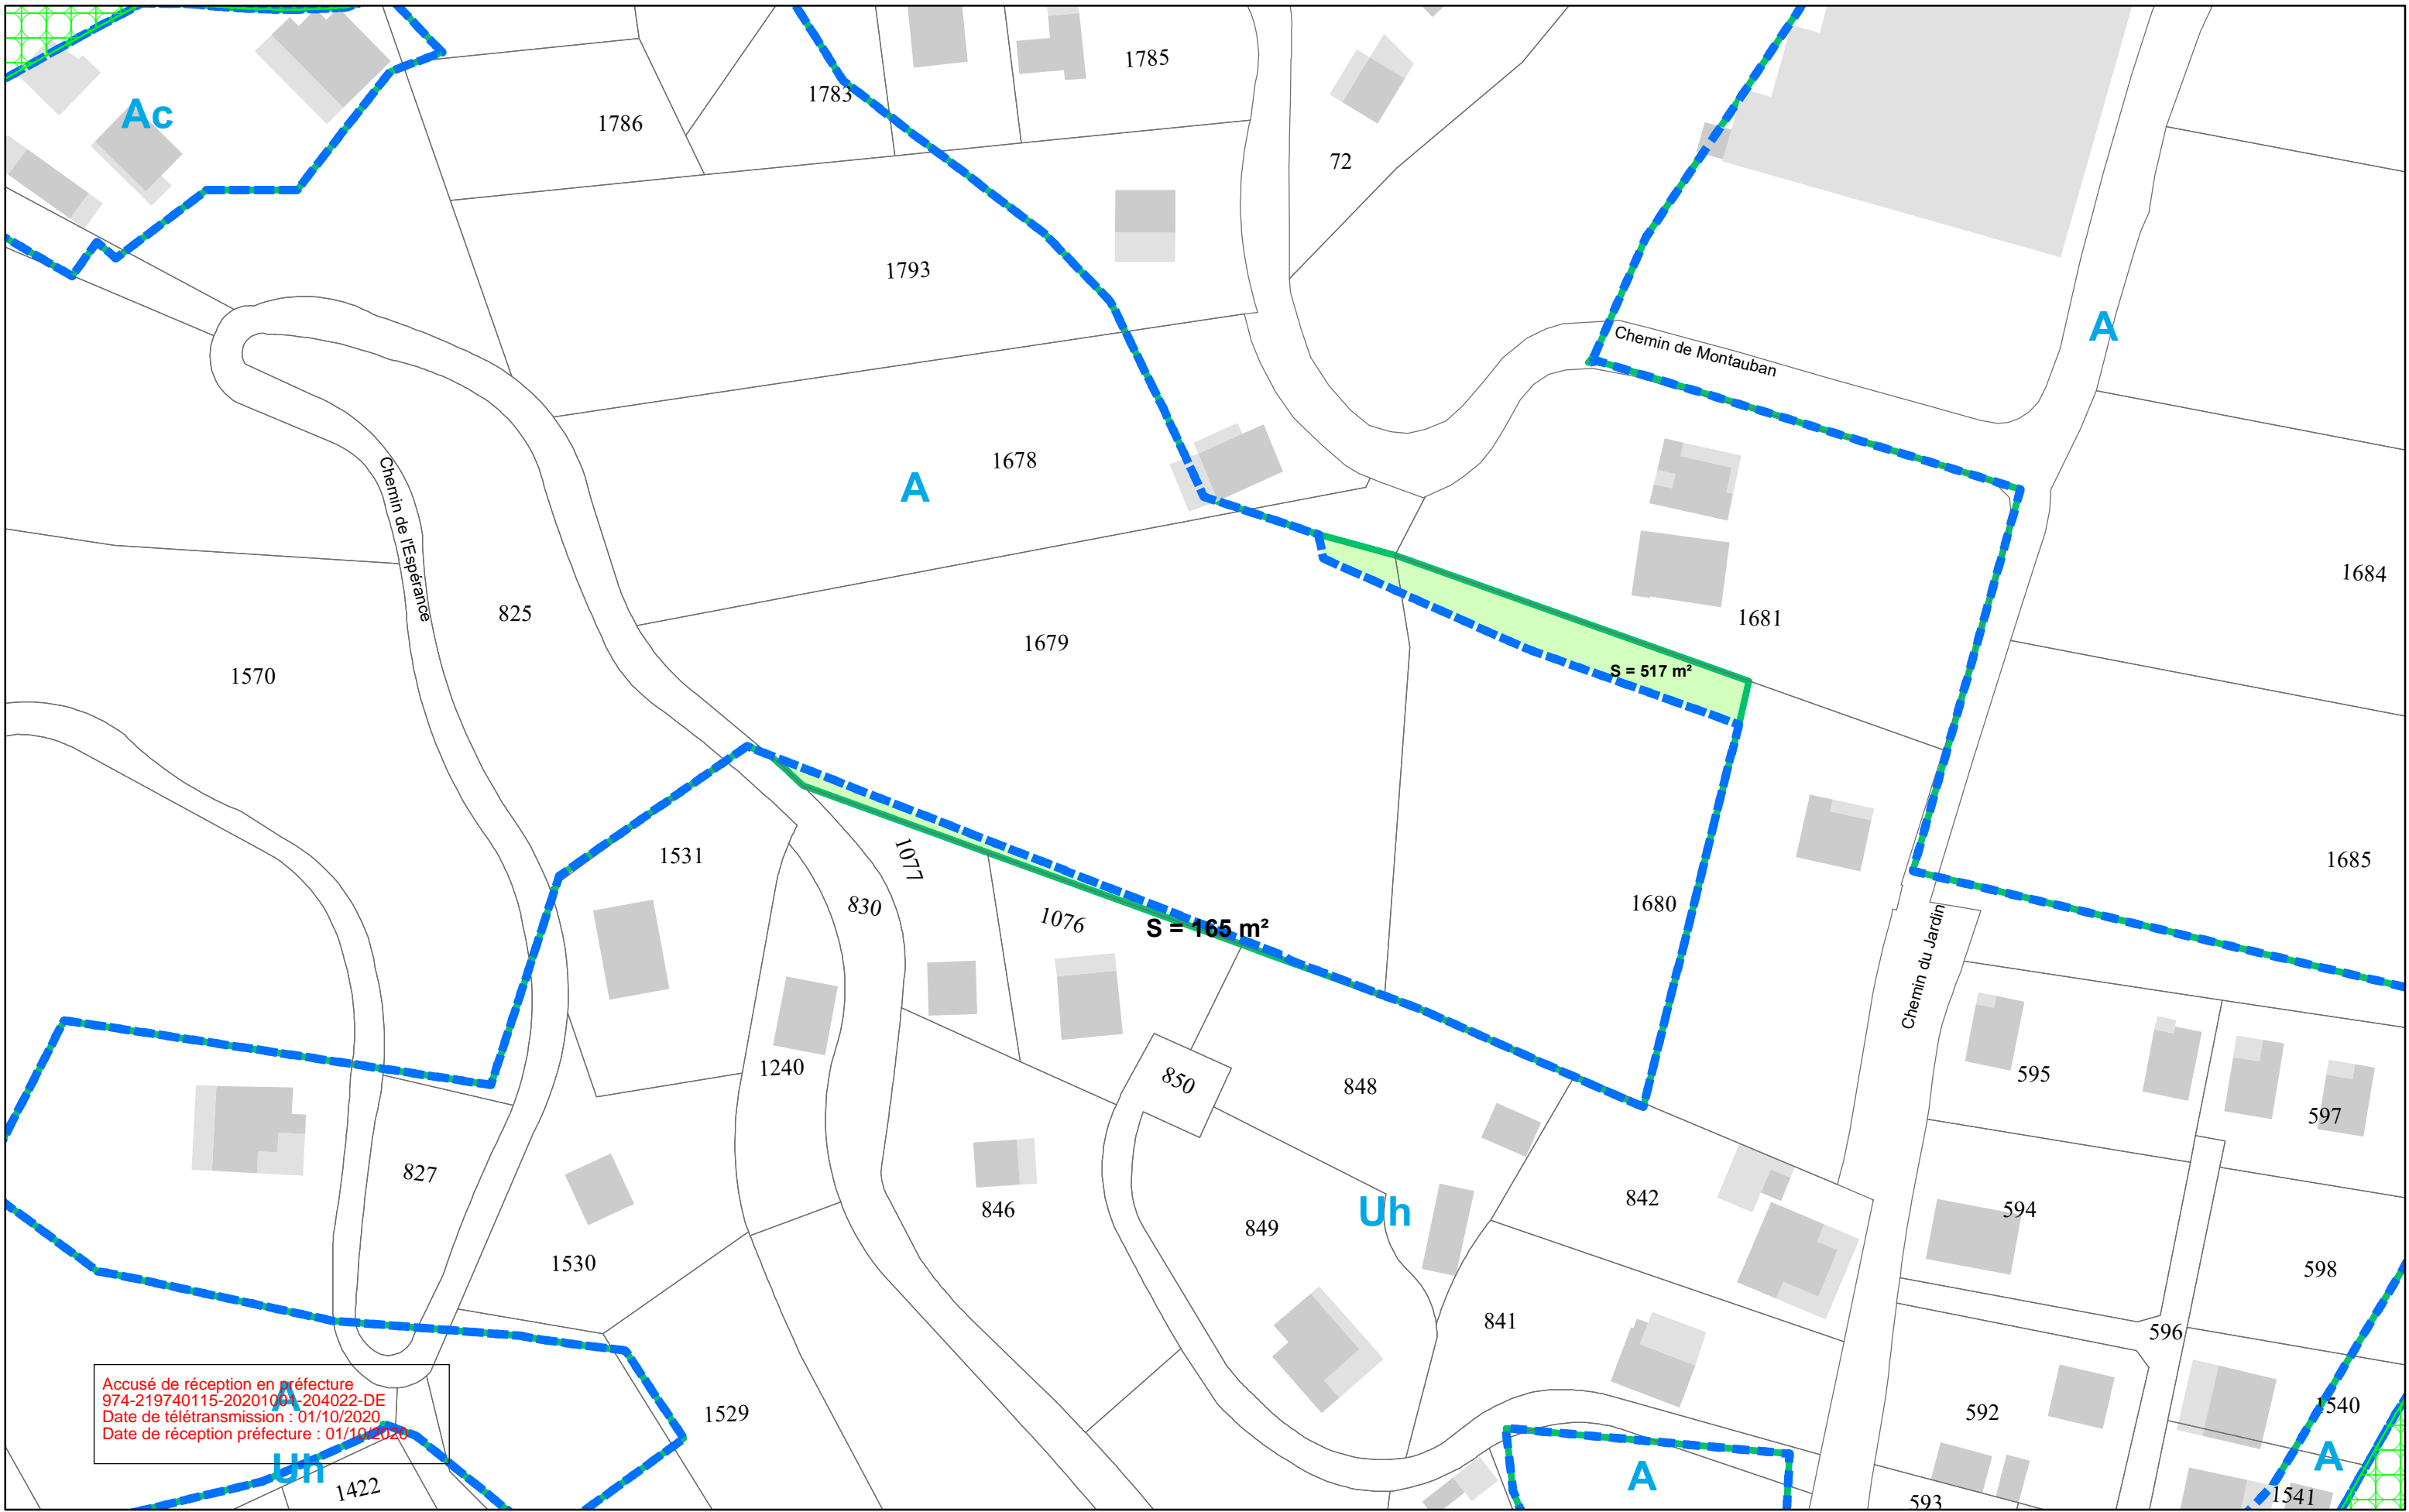 1785
1783
Ac
1786
72
1793
A
Chemin de Montauban
1678
A
Chemin de l'Espérance
1684
825
1681
1679
S = 517 m²
1570
1531
1077
1685
830
1680
1076
S = 165 m²
Chemin du Jardin
1240
850
848
595
597
827
846
849
Uh
842
594
1530
598
841
596
Accusé de réception en préfecture
974-219740115-20201001-204022-DE
Date de télétransmission : 01/10/2020
Date de réception préfecture : 01/10/2020
A
1529
592
1540
Uh
1422
A
A
593
1541